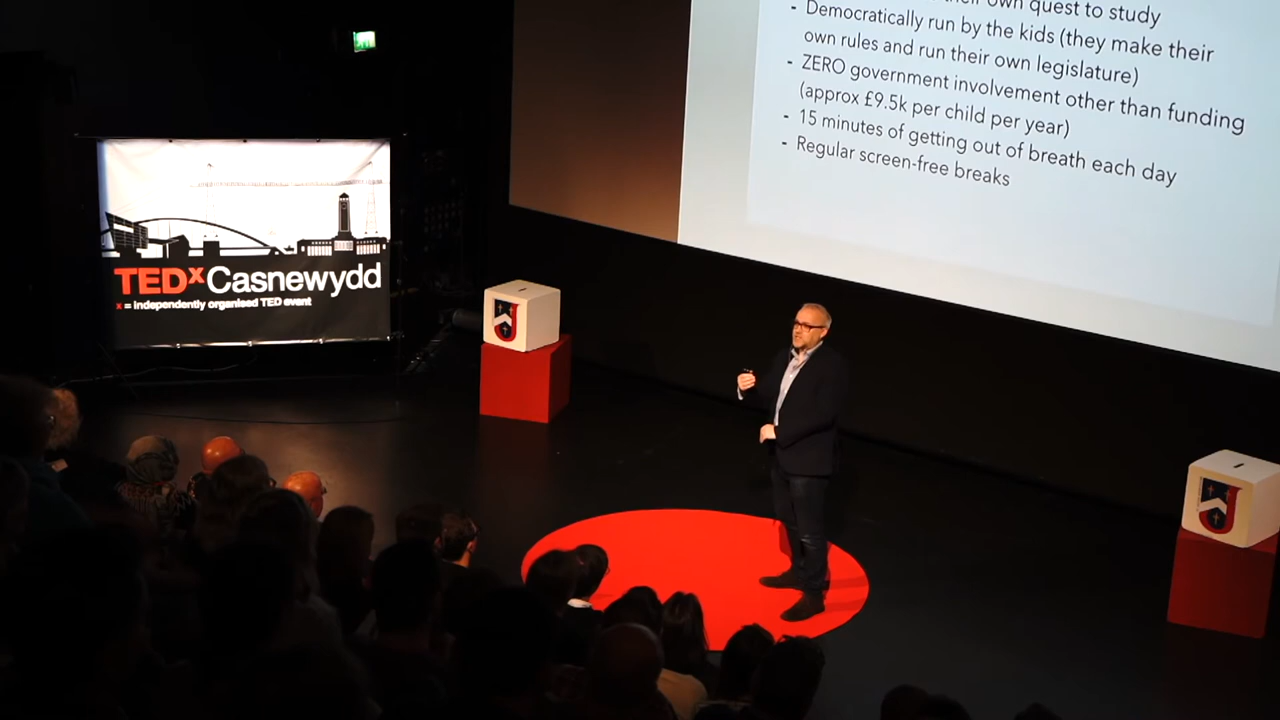 their own quest to study
- Democratically run by the kids (they make their
own rules and run their own legislature)
- ZERO government involvement other than funding
(approx £9.5k per child per year)
- 15 minutes of getting out of breath each day
- Regular screen-free breaks
TEDxCasnewydd
x = independently organised TED event